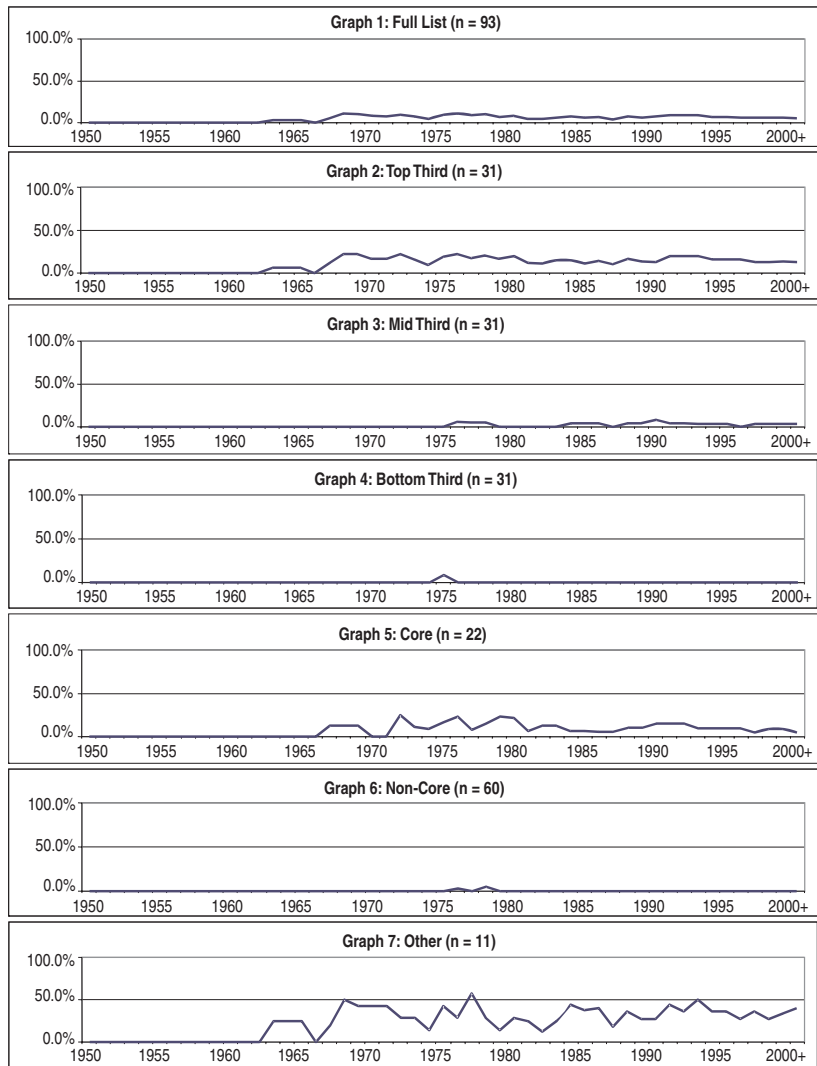 Graph 1: Full List (n = 93)
100.0%
50.0%
0.0%
1950 1955 1960 1965 1970 1975 1980 1985 1990 1995 2000+
Graph 2: Top Third (n = 31)
100.0%
50.0%
0.0%
1950 1955 1960 1965 1970 1975 1980 1985 1990 1995 2000+
Graph 3: Mid Third (n = 31)
100.0%
50.0%
0.0%
1950 1955 1960 1965 1970 1975 1980 1985 1990 1995 2000+
Graph 4: Bottom Third (n = 31)
100.0%
50.0%
0.0%
1950 1955 1960 1965 1970 1975 1980 1985 1990 1995 2000+
Graph 5: Core (n = 22)
100.0%
50.0%
0.0%
1950 1955 1960 1965 1970 1975 1980 1985 1990 1995 2000+
Graph 6: Non-Core (n = 60)
100.0%
50.0%
0.0%
1950 1955 1960 1965 1970 1975 1980 1985 1990 1995 2000+
Graph 7: Other (n = 11)
100.0%
50.0%
0.0%
1950 1955 1960 1965 1970 1975 1980 1985 1990 1995 2000+